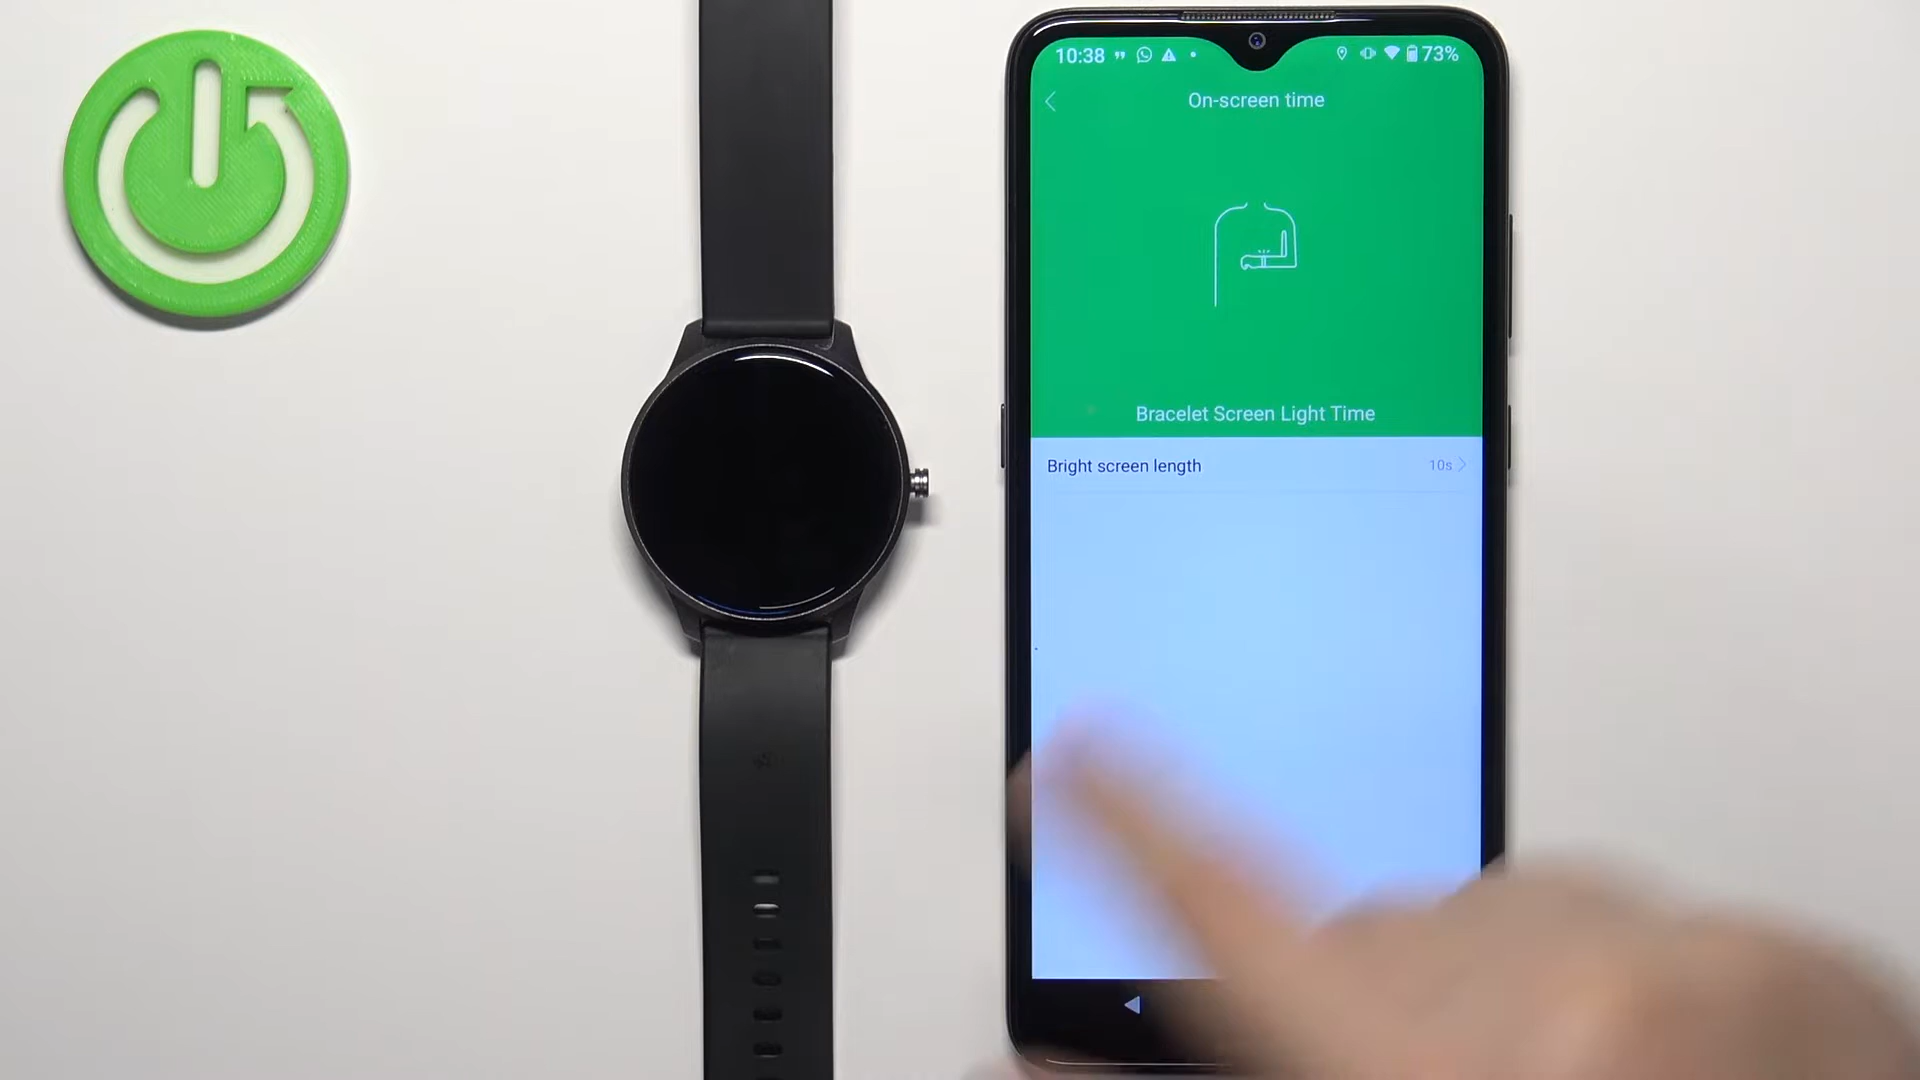 10:38
73%
On-screen time
Bracelet Screen Light Time
Bright screen length
10s